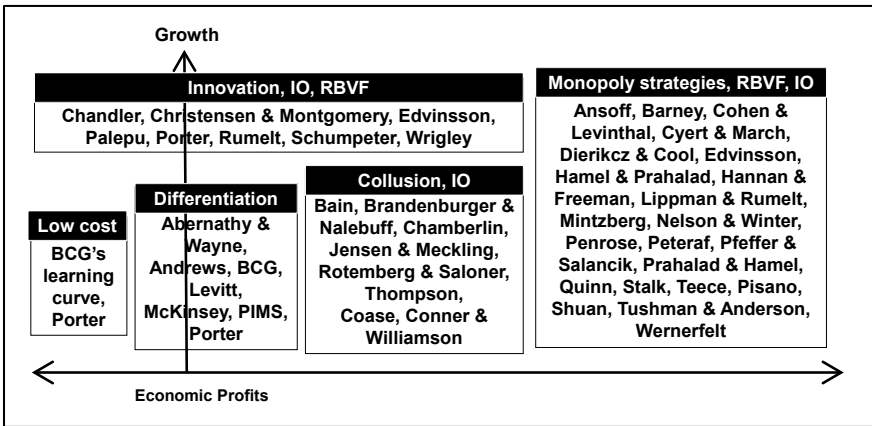 Growth
Innovation, IO, RBVF
Chandler, Christensen & Montgomery, Edvinsson,
Palepu, Porter, Rumelt, Schumpeter, Wrigley
Monopoly strategies, RBVF, IO
Ansoff, Barney, Cohen &
Levinthal, Cyert & March,
Dierikcz & Cool, Edvinsson,
Hamel & Prahalad, Hannan &
Freeman, Lippman & Rumelt,
Mintzberg, Nelson & Winter,
Penrose, Peteraf, Pfeffer &
Salancik, Prahalad & Hamel,
Quinn, Stalk, Teece, Pisano,
Shuan, Tushman & Anderson,
Wernerfelt
Low cost
BCG's
learning
curve,
Porter
Differentiation
Abernathy &
Wayne,
Andrews, BCG,
Levitt,
McKinsey, PIMS,
Porter
Collusion, IO
Bain, Brandenburger &
Nalebuff, Chamberlin,
Jensen & Meckling,
Rotemberg & Saloner,
Thompson,
Coase, Conner &
Williamson
Economic Profits